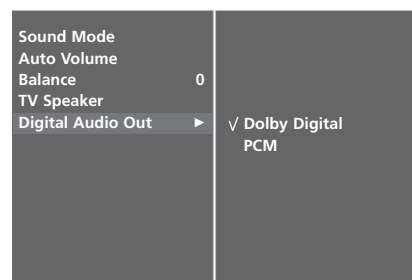 Sound Mode
Auto Volume
Balance 0
TV Speaker
Digital Audio Out ►
√ Dolby Digital
PCM